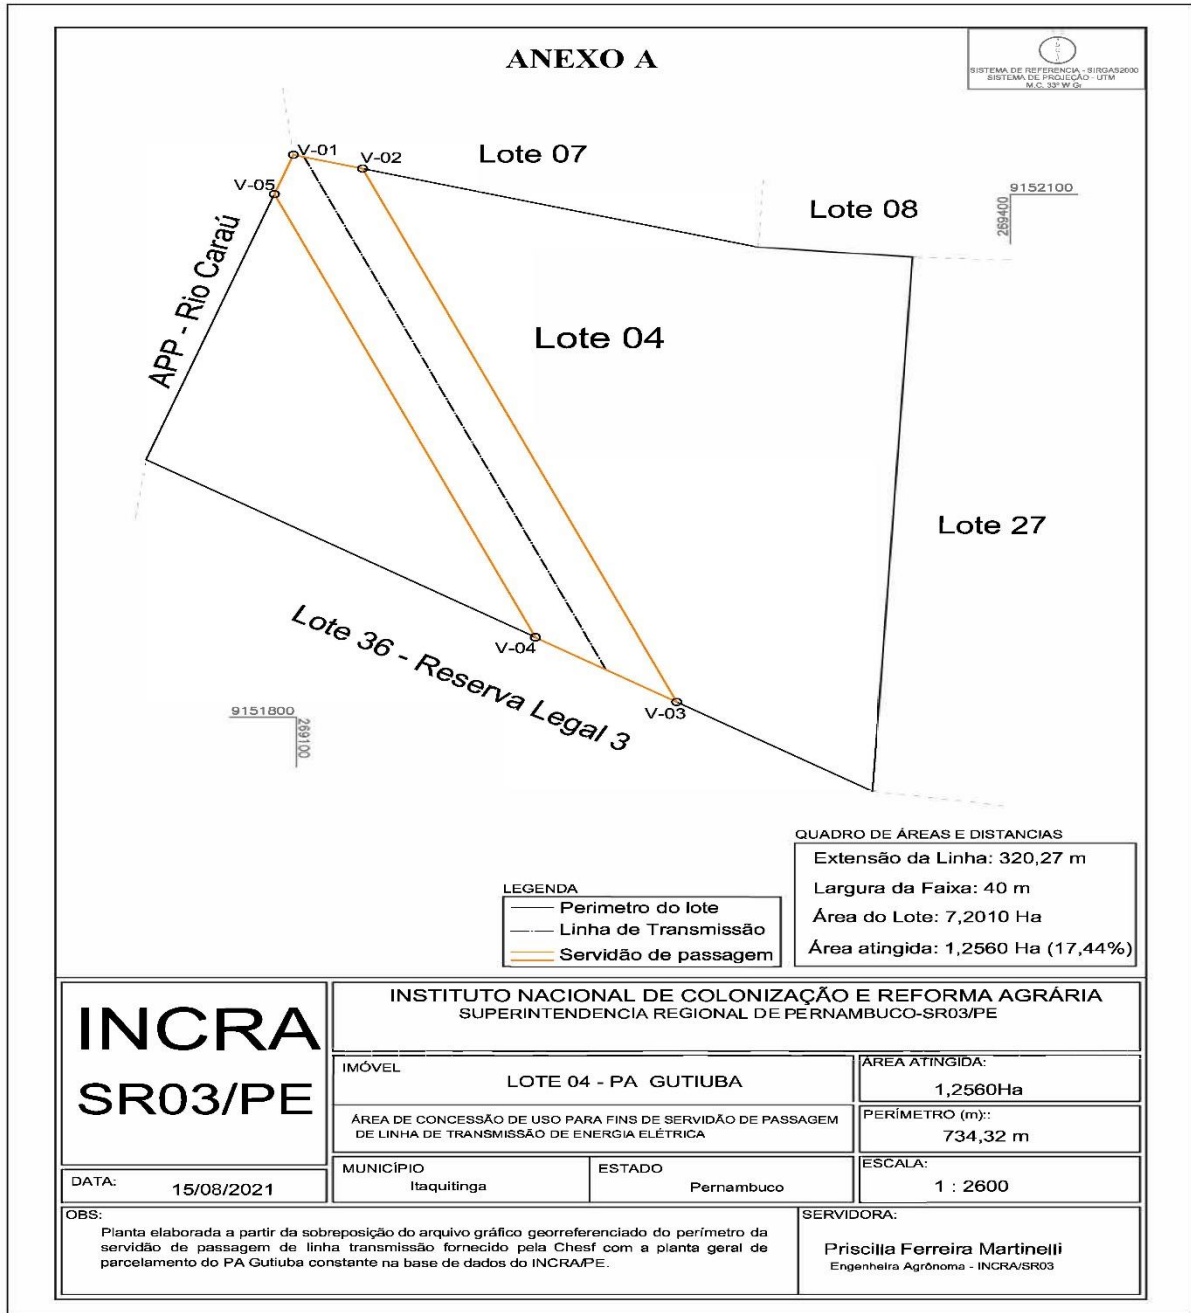 ANEXO A
SISTEMA DE REFERENCIA - SIRGAS2000
SISTEMA DE PROJEÇÃO - UTM
M.C. 33º W Gr
V-01
V-02
Lote 07
V-05
Lote 08
9152100
269400
APP - Rio Caraú
Lote 04
Lote 27
V-04
Lote 36 - Reserva Legal 3
V-03
9151800
269100
QUADRO DE ÁREAS E DISTANCIAS
Extensão da Linha: 320,27 m
Largura da Faixa: 40 m
Área do Lote: 7,2010 Ha
Área atingida: 1,2560 Ha (17,44%)
LEGENDA
Perimetro do lote
Linha de Transmissão
Servidão de passagem
INCRA
SR03/PE
INSTITUTO NACIONAL DE COLONIZAÇÃO E REFORMA AGRÁRIA
SUPERINTENDENCIA REGIONAL DE PERNAMBUCO-SR03/PE
IMÓVEL
LOTE 04 - PA GUTIUBA
ÁREA ATINGIDA:
1,2560Ha
ÁREA DE CONCESSÃO DE USO PARA FINS DE SERVIDÃO DE PASSAGEM
DE LINHA DE TRANSMISSÃO DE ENERGIA ELÉTRICA
PERÍMETRO (m)::
734,32 m
DATA:
15/08/2021
MUNICÍPIO
Itaquitinga
ESTADO
Pernambuco
ESCALA:
1 : 2600
OBS:
Planta elaborada a partir da sobreposição do arquivo gráfico georreferenciado do perímetro da
servidão de passagem de linha transmissão fornecido pela Chesf com a planta geral de
parcelamento do PA Gutiuba constante na base de dados do INCRA/PE.
SERVIDORA:
Priscilla Ferreira Martinelli
Engenheira Agrônoma - INCRA/SR03